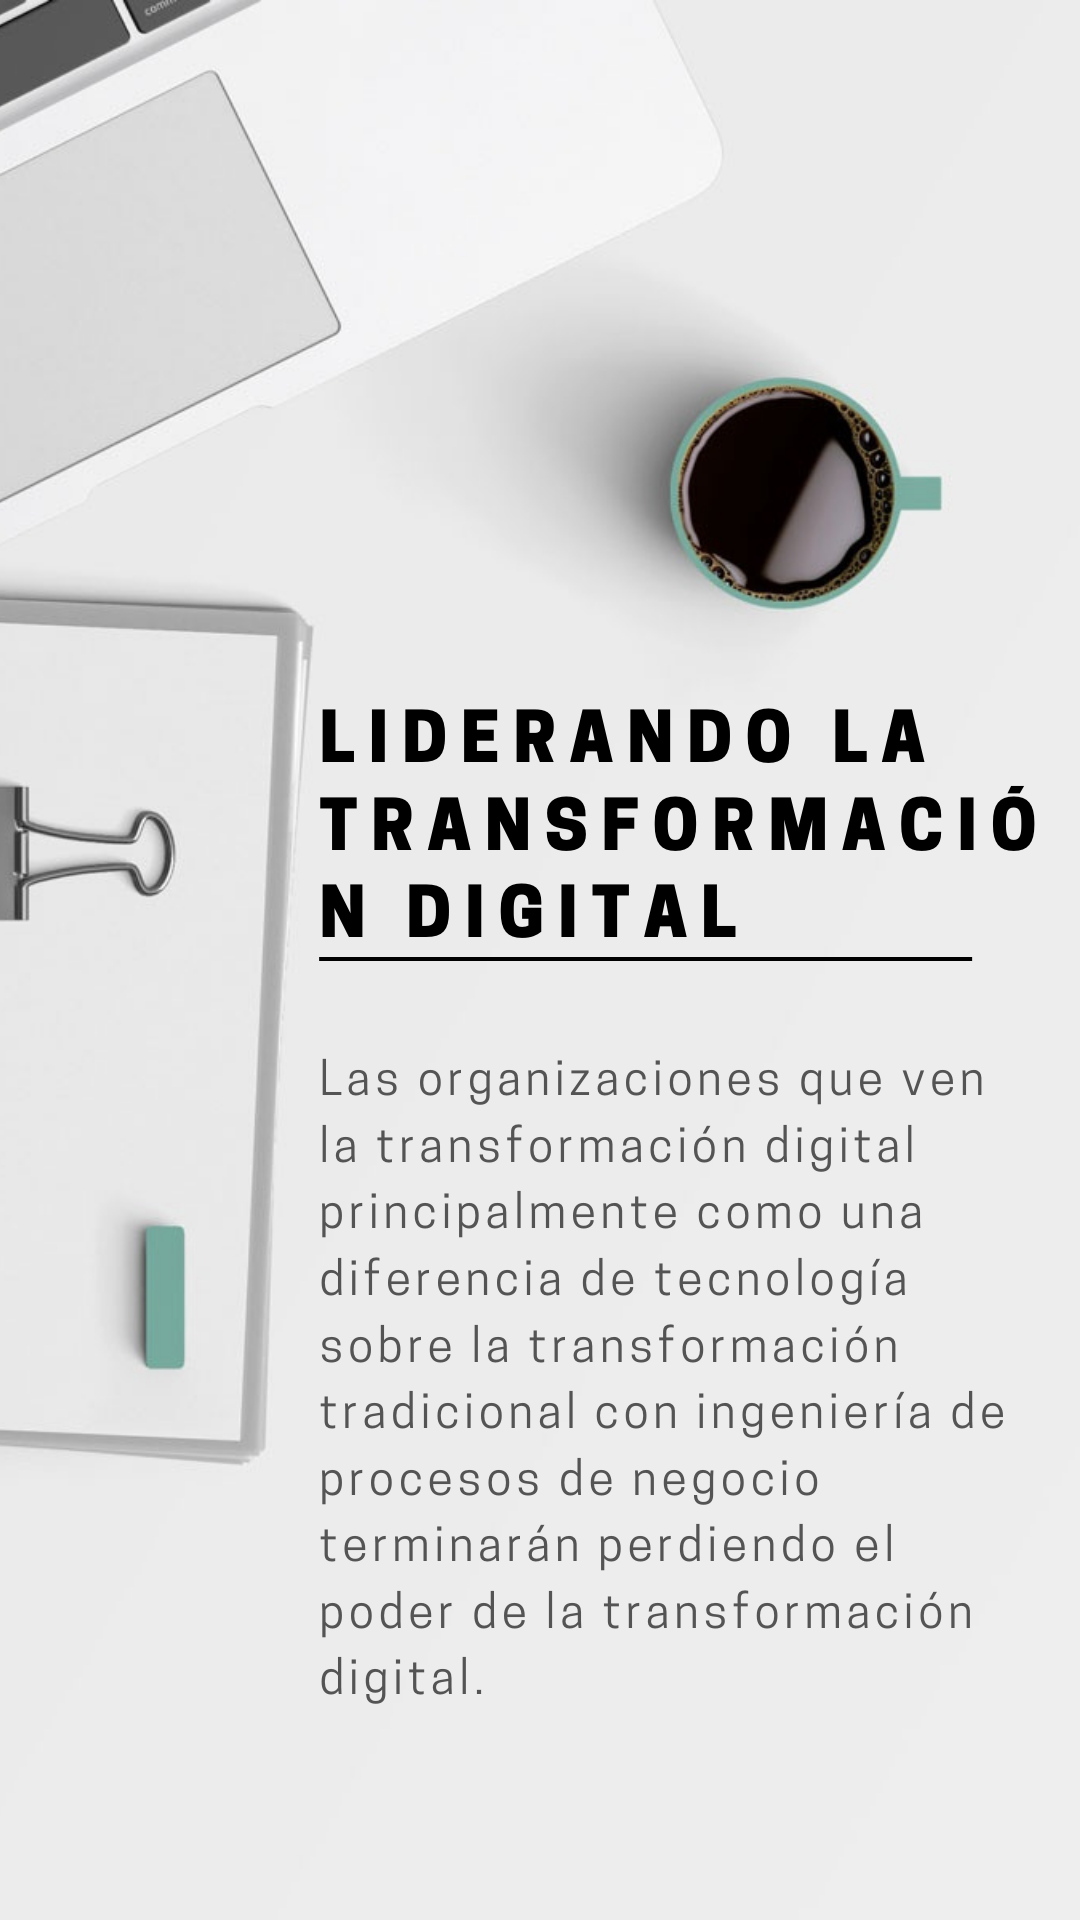 LIDERANDO LA
TRANSFORMACIÓ
N DIGITAL
Las organizaciones que ven
la transformación digital
principalmente como una
diferencia de tecnología
sobre la transformación
tradicional con ingeniería de
procesos de negocio
terminarán perdiendo el
poder de la transformación
digital.